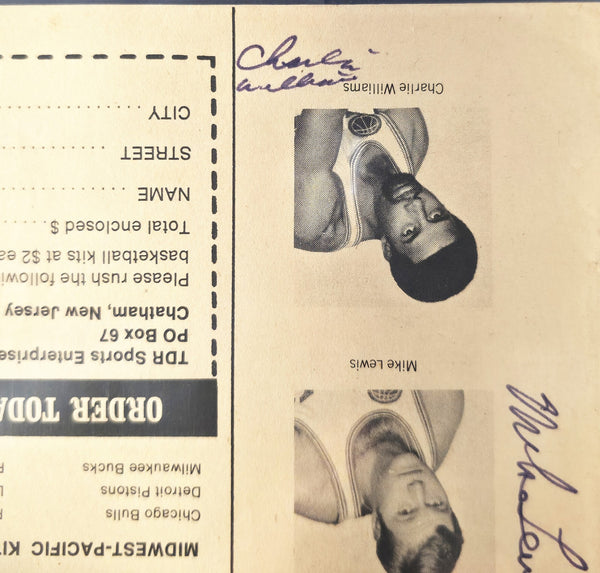 Mike Lew
Mike Lewis
Charlie Williams
Charlie
Williams
MIDWEST-PACIFIC KI
Chicago Bulls
Detroit Pistons
Milwaukee Bucks
ORDER TODA
TDR Sports Enterprise
PO Box 67
Chatham, New Jersey
Please rush the followi
basketball kits at $2 ea
Total enclosed $
NAME
STREET
CITY